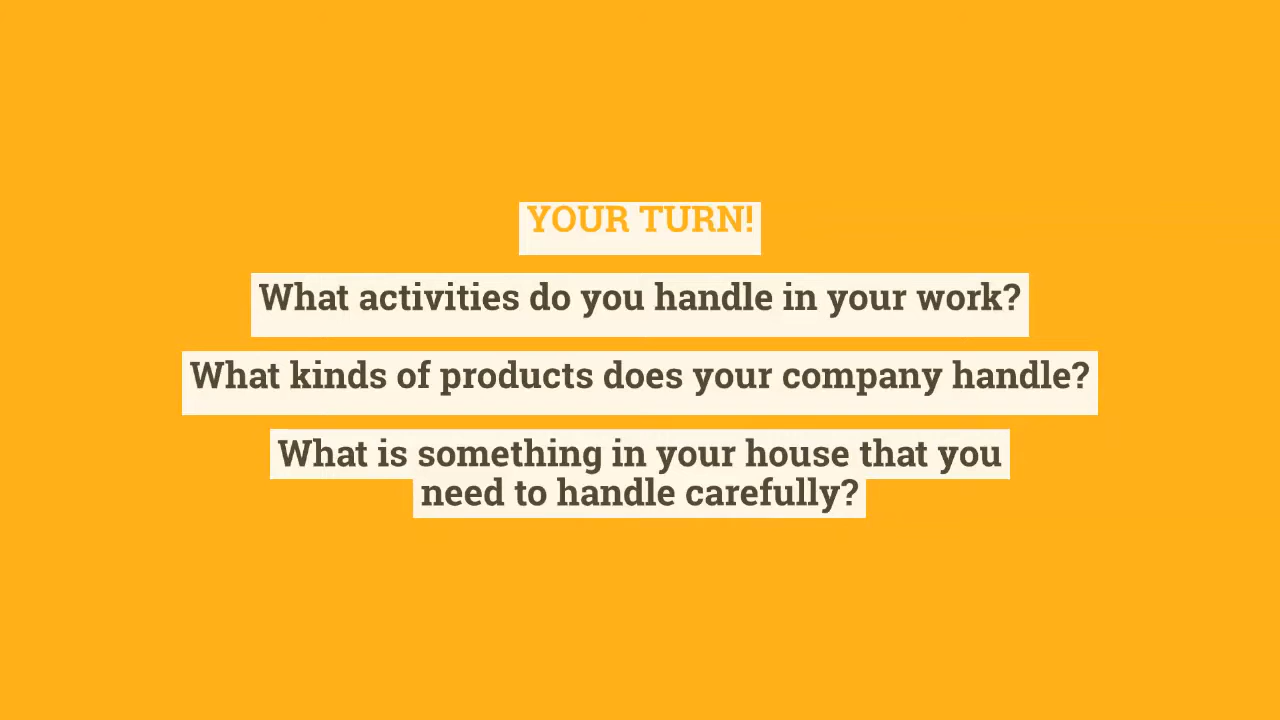 YOUR TURN!
What activities do you handle in your work?
What kinds of products does your company handle?
What is something in your house that you
need to handle carefully?